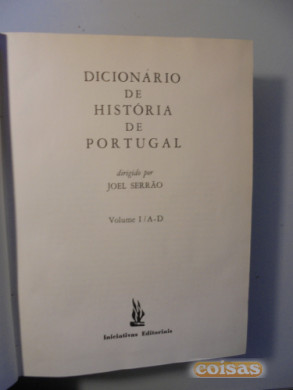 DICIONÁRIO
DE
HISTÓRIA
DE
PORTUGAL
dirigido por
JOEL SERRÃO
Volume I / A-D
Iniciativas Editoriais
coisas